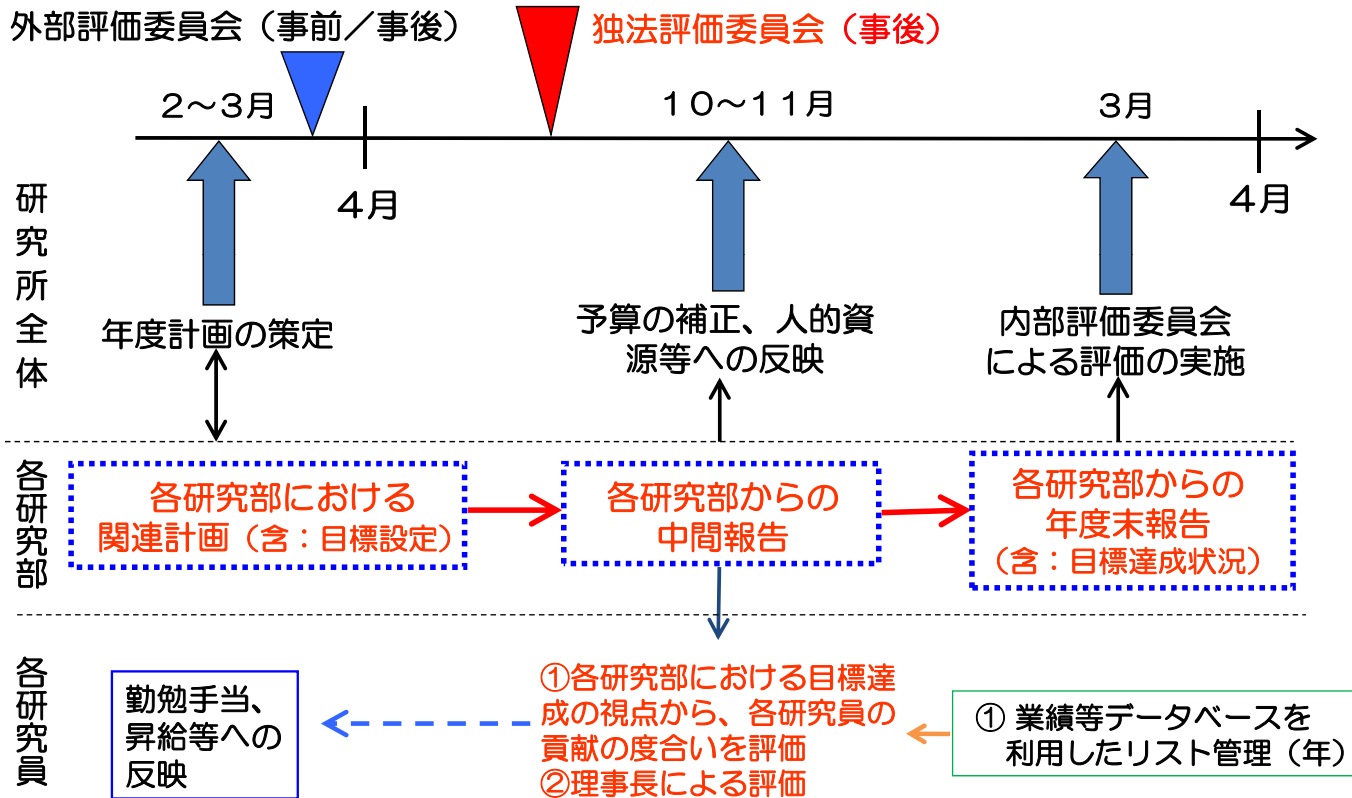 外部評価委員会（事前／事後）
独法評価委員会（事後）
２～３月
１０～１１月
３月
４月
４月
研究所全体
年度計画の策定
予算の補正、人的資
源等への反映
内部評価委員会
による評価の実施
各研究部
各研究部における
関連計画（含：目標設定）
各研究部からの
中間報告
各研究部からの
年度末報告
（含：目標達成状況）
各研究員
勤勉手当、
昇給等への
反映
①各研究部における目標達
成の視点から、各研究員の
貢献の度合いを評価
②理事長による評価
① 業績等データベースを
利用したリスト管理（年）